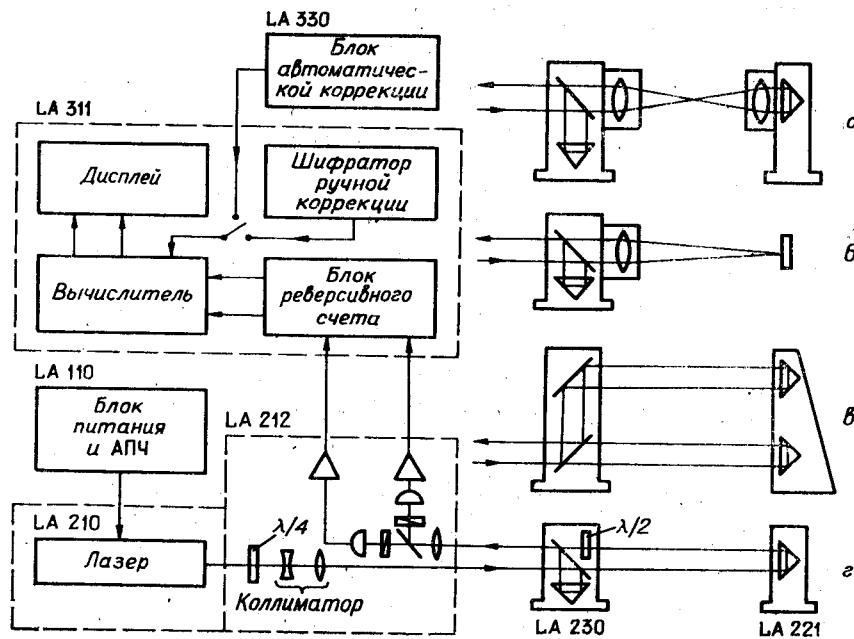 LA 330
Блок
автоматичес-
кой коррекции
LA 311
Дисплей
Шифратор
ручной
коррекции
Вычислитель
Блок
реверсивного
счета
LA 110
Блок
питания
и АПЧ
LA 212
LA 210
Лазер
λ/4
Коллиматор
а
б
в
λ/2
г
LA 230
LA 221